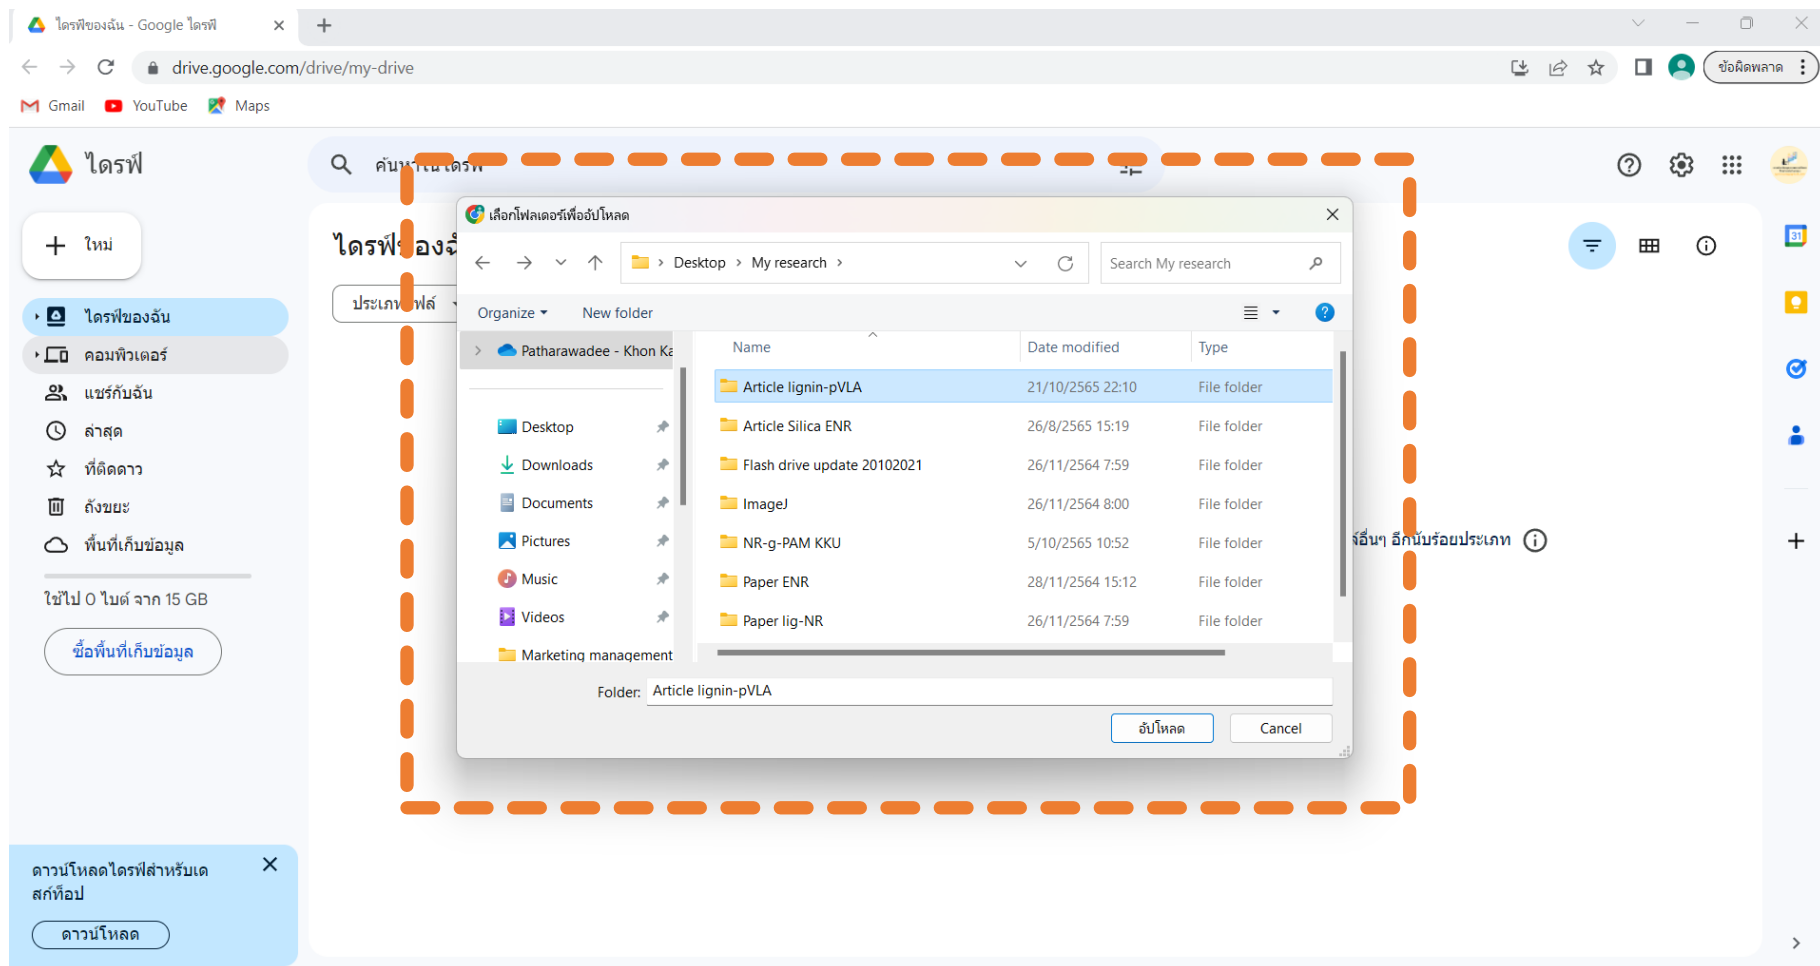 ไดรฟ์ของฉัน - Google ไดรฟ์
drive.google.com/drive/my-drive
ข้อผิดพลาด
Gmail YouTube Maps
ไดรฟ์
ใหม่
ไดรฟ์ของฉัน
คอมพิวเตอร์
แชร์กับฉัน
ล่าสุด
ที่ติดดาว
ถังขยะ
พื้นที่เก็บข้อมูล
ใช้ไป 0 ไบต์ จาก 15 GB
ซื้อพื้นที่เก็บข้อมูล
ดาวน์โหลดไดรฟ์สำหรับเด
สก์ท็อป
ดาวน์โหลด
เลือกโฟลเดอร์เพื่ออัปโหลด
Desktop My research
Search My research
Organize New folder
Patharawadee - Khon Ka
Desktop
Downloads
Documents
Pictures
Music
Videos
Marketing management
Name Date modified Type
Article lignin-pVLA 21/10/2565 22:10 File folder
Article Silica ENR 26/8/2565 15:19 File folder
Flash drive update 20102021 26/11/2564 7:59 File folder
ImageJ 26/11/2564 8:00 File folder
NR-g-PAM KKU 5/10/2565 10:52 File folder
Paper ENR 28/11/2564 15:12 File folder
Paper lig-NR 26/11/2564 7:59 File folder
Folder: Article lignin-pVLA
อัปโหลด Cancel
อีกนับร้อยประเภท
31